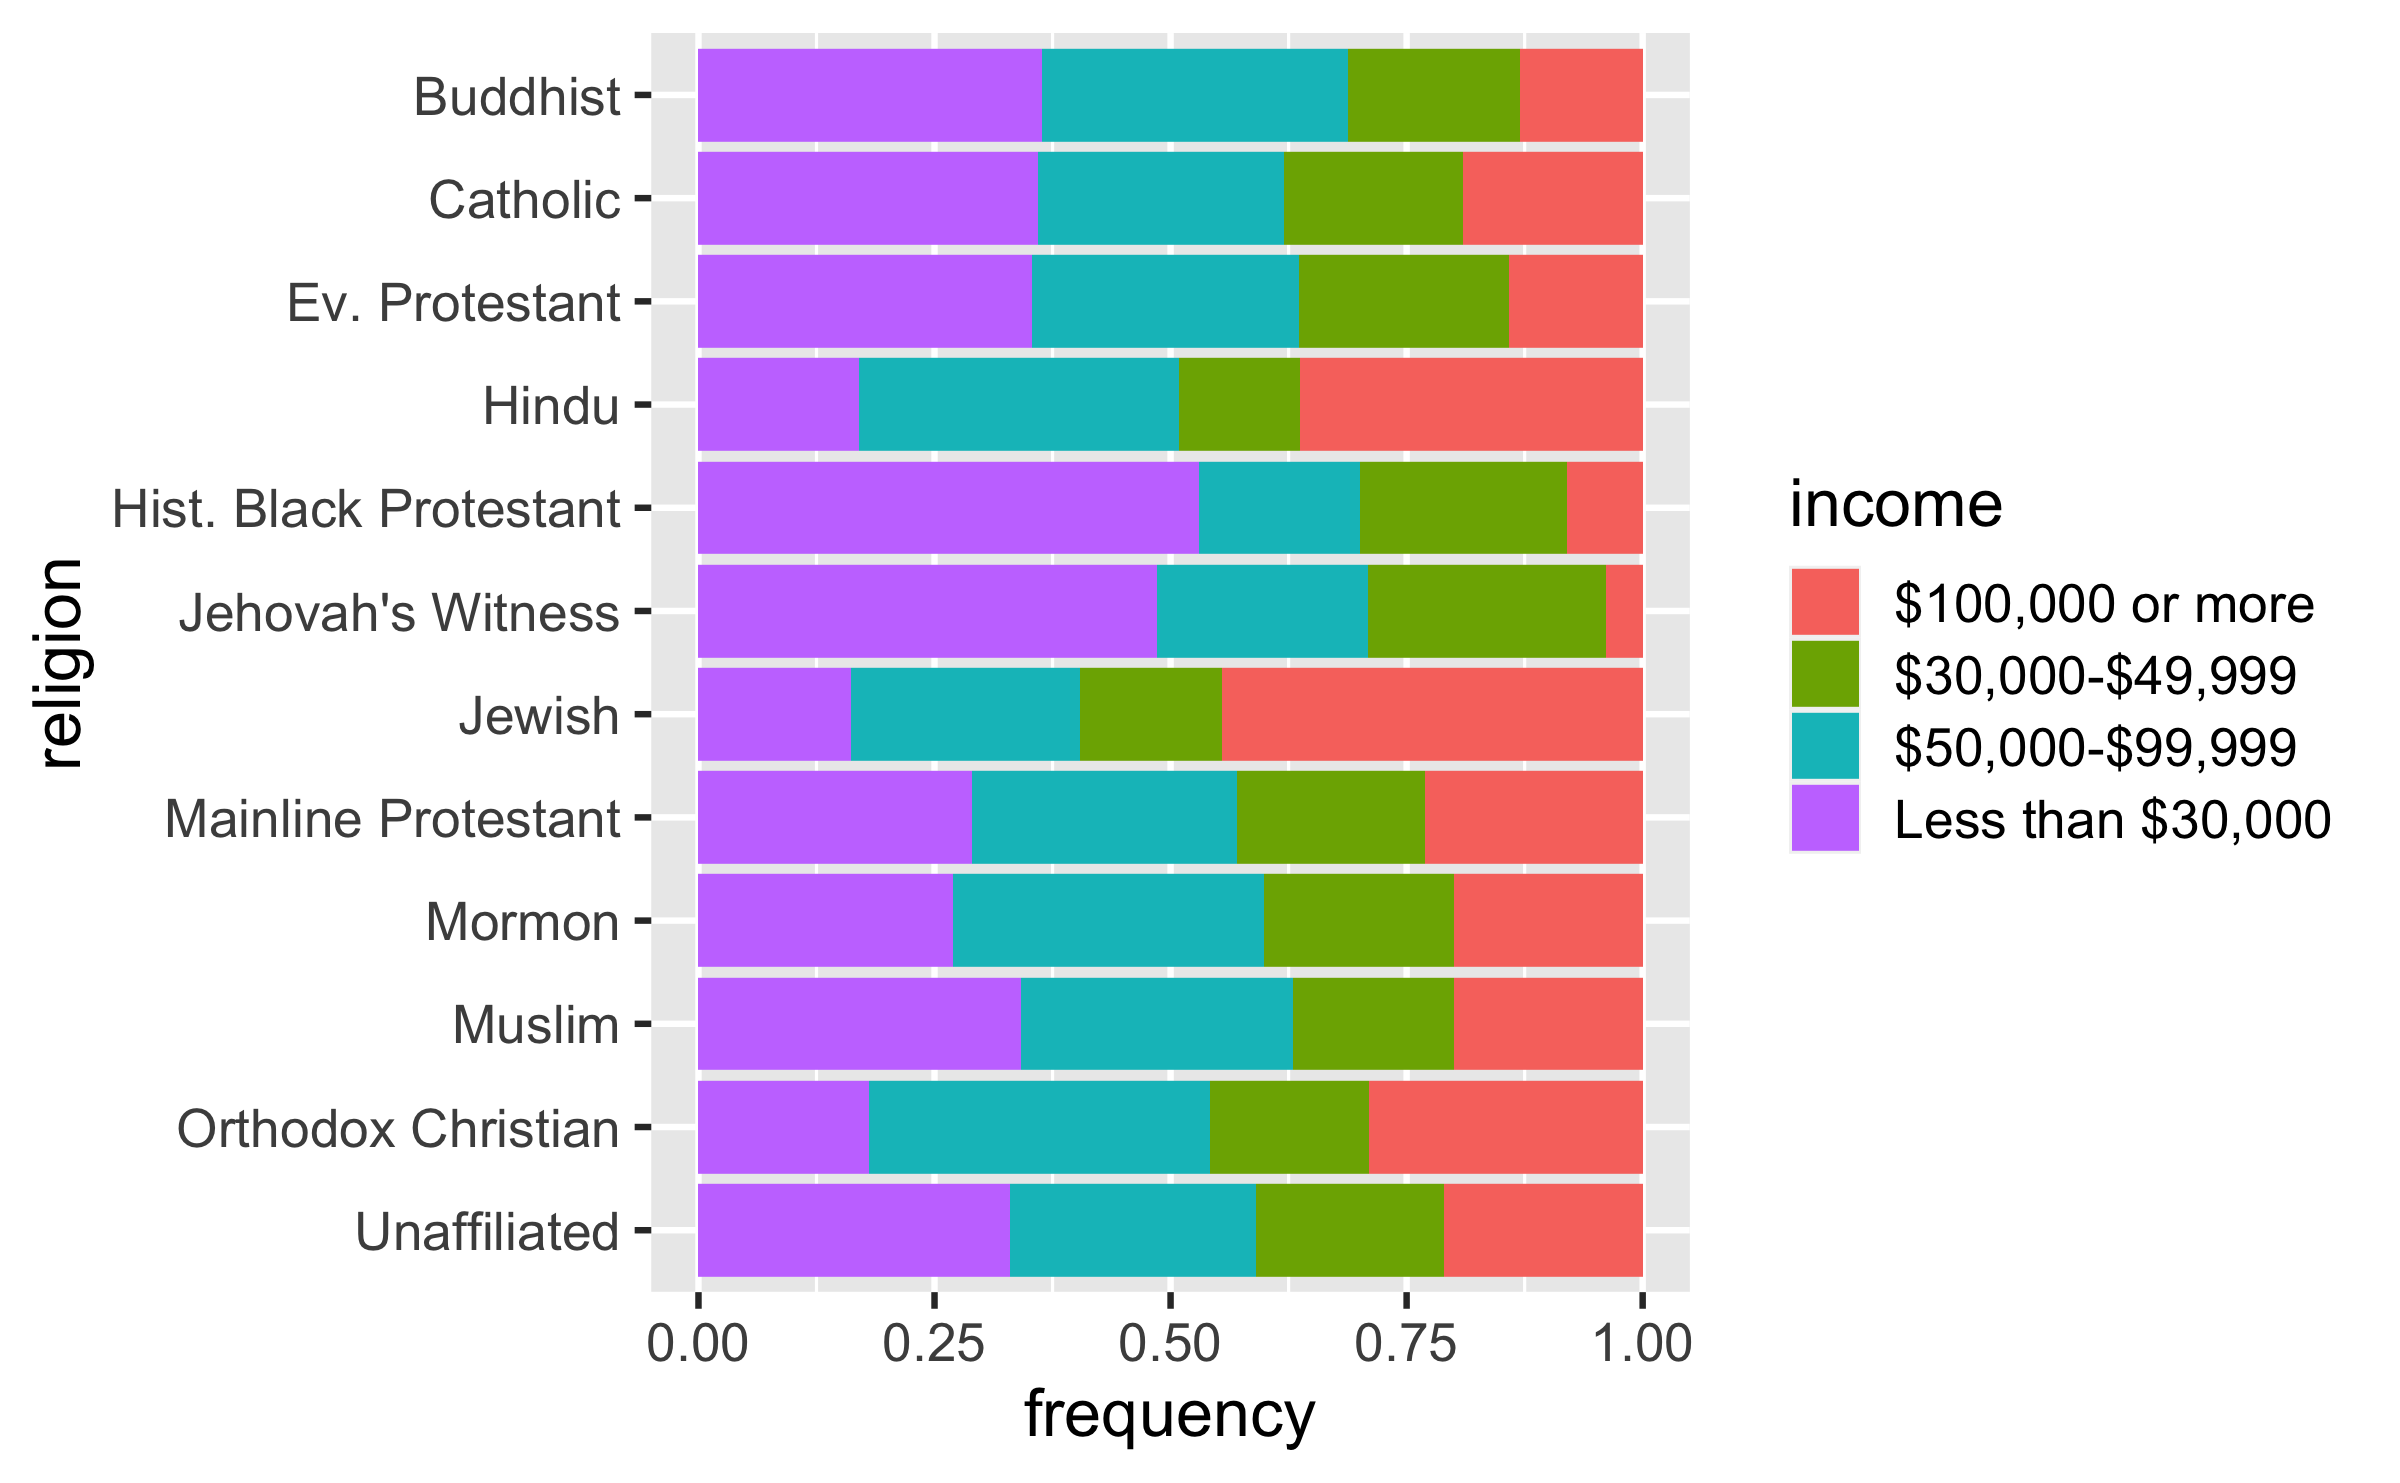 Buddhist
Catholic
Ev. Protestant
Hindu
Hist. Black Protestant
Jehovah's Witness
Jewish
Mainline Protestant
Mormon
Muslim
Orthodox Christian
Unaffiliated
religion
0.00 0.25 0.50 0.75 1.00
frequency
income
$100,000 or more
$30,000-$49,999
$50,000-$99,999
Less than $30,000